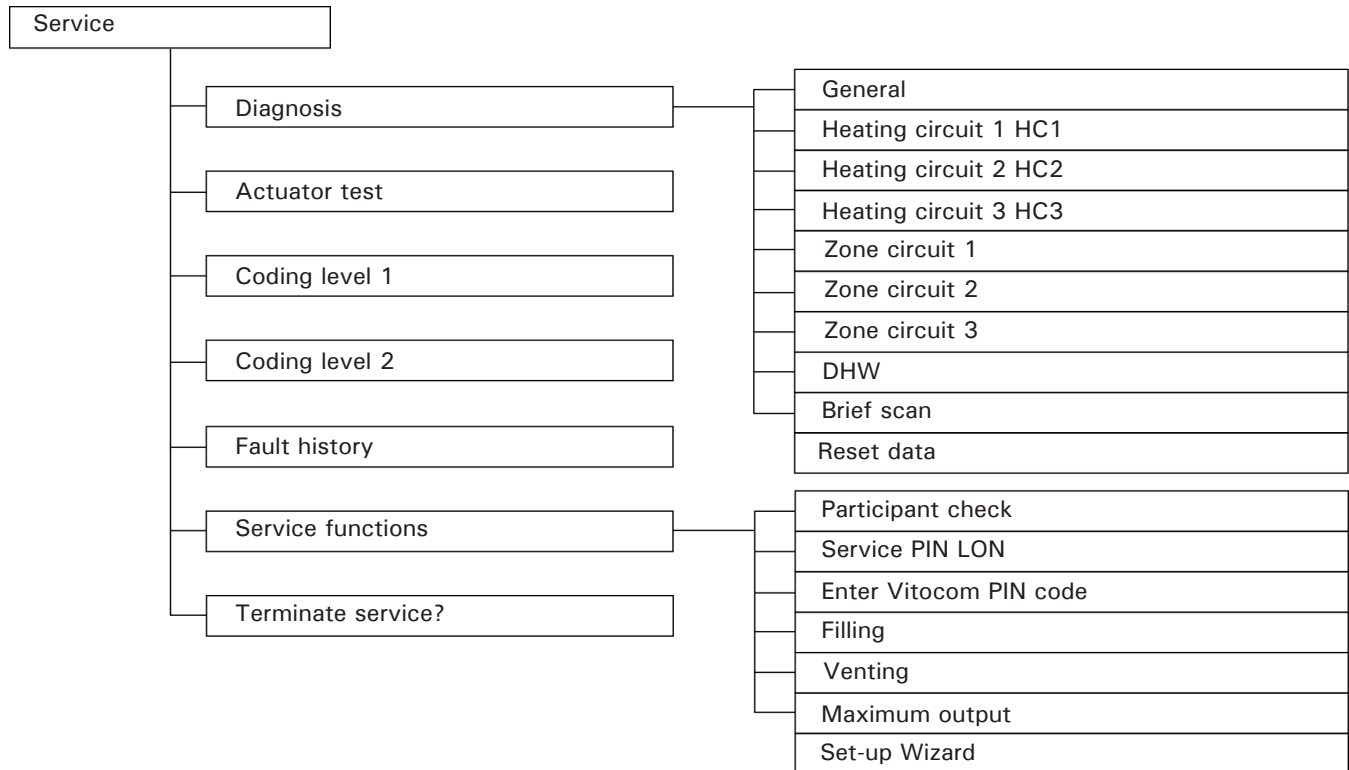 Service
Diagnosis
Actuator test
Coding level 1
Coding level 2
Fault history
Service functions
Terminate service?
General
Heating circuit 1 HC1
Heating circuit 2 HC2
Heating circuit 3 HC3
Zone circuit 1
Zone circuit 2
Zone circuit 3
DHW
Brief scan
Reset data
Participant check
Service PIN LON
Enter Vitocom PIN code
Filling
Venting
Maximum output
Set-up Wizard